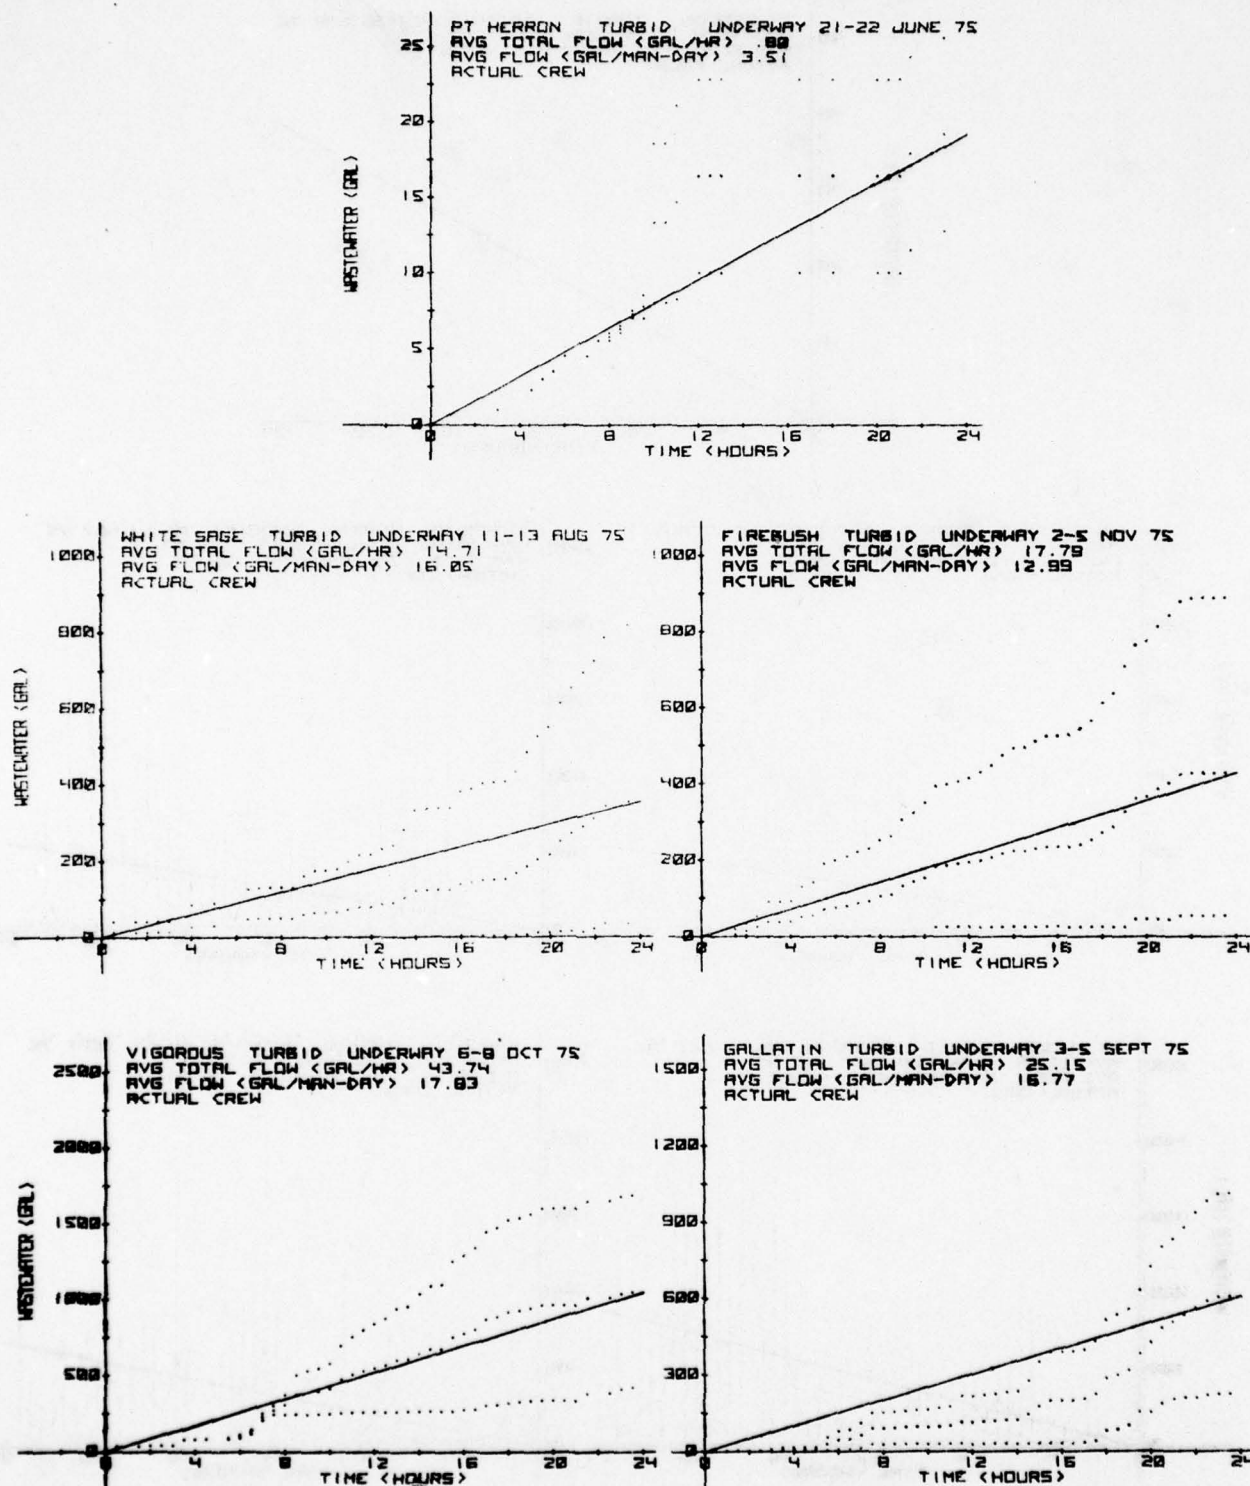 PT HERRON TURBID UNDERWAY 21-22 JUNE 75
AVG TOTAL FLOW <GAL/HR> .80
AVG FLOW <GAL/MAN-DAY> 3.51
ACTUAL CREW
WASTEWATER <GAL>
25
20
15
10
5
0
0 4 8 12 16 20 24
TIME <HOURS>
WHITE SAGE TURBID UNDERWAY 11-13 AUG 75
AVG TOTAL FLOW <GAL/HR> 14.71
AVG FLOW <GAL/MAN-DAY> 16.05
ACTUAL CREW
WASTEWATER <GAL>
1000
800
600
400
200
0
0 4 8 12 16 20 24
TIME <HOURS>
FIREBUSH TURBID UNDERWAY 2-5 NOV 75
AVG TOTAL FLOW <GAL/HR> 17.79
AVG FLOW <GAL/MAN-DAY> 12.99
ACTUAL CREW
1000
800
600
400
200
0
0 4 8 12 16 20 24
TIME <HOURS>
VIGOROUS TURBID UNDERWAY 6-8 OCT 75
AVG TOTAL FLOW <GAL/HR> 43.74
AVG FLOW <GAL/MAN-DAY> 17.83
ACTUAL CREW
WASTEWATER <GAL>
2500
2000
1500
1000
500
0
0 4 8 12 16 20 24
TIME <HOURS>
GALLATIN TURBID UNDERWAY 3-5 SEPT 75
AVG TOTAL FLOW <GAL/HR> 25.15
AVG FLOW <GAL/MAN-DAY> 16.77
ACTUAL CREW
1500
1200
900
600
300
0
0 4 8 12 16 20 24
TIME <HOURS>